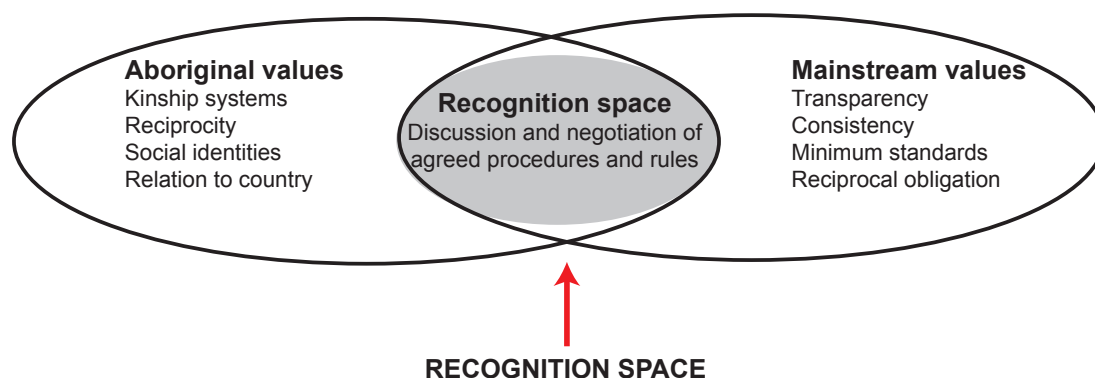 Aboriginal values
Kinship systems
Reciprocity
Social identities
Relation to country
Recognition space
Discussion and negotiation of
agreed procedures and rules
Mainstream values
Transparency
Consistency
Minimum standards
Reciprocal obligation
RECOGNITION SPACE